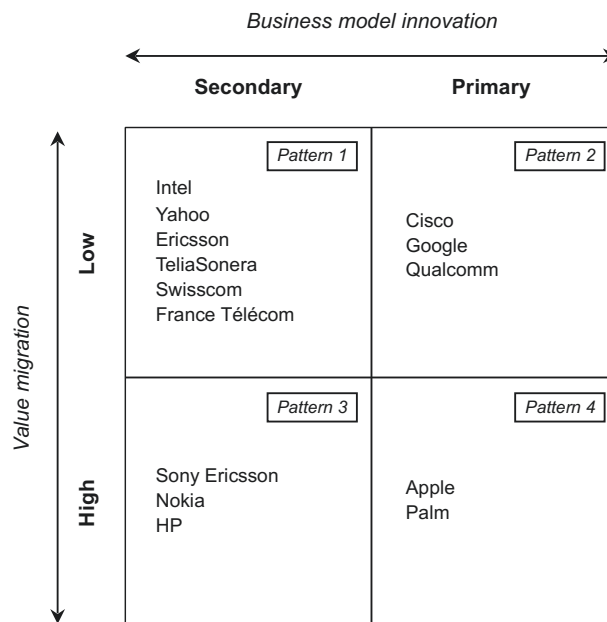 Business model innovation
Secondary
Primary
Pattern 1
Pattern 2
Intel
Yahoo
Ericsson
TeliaSonera
Swisscom
France Télécom
Cisco
Google
Qualcomm
Low
Value migration
Pattern 3
Pattern 4
Sony Ericsson
Nokia
HP
Apple
Palm
High